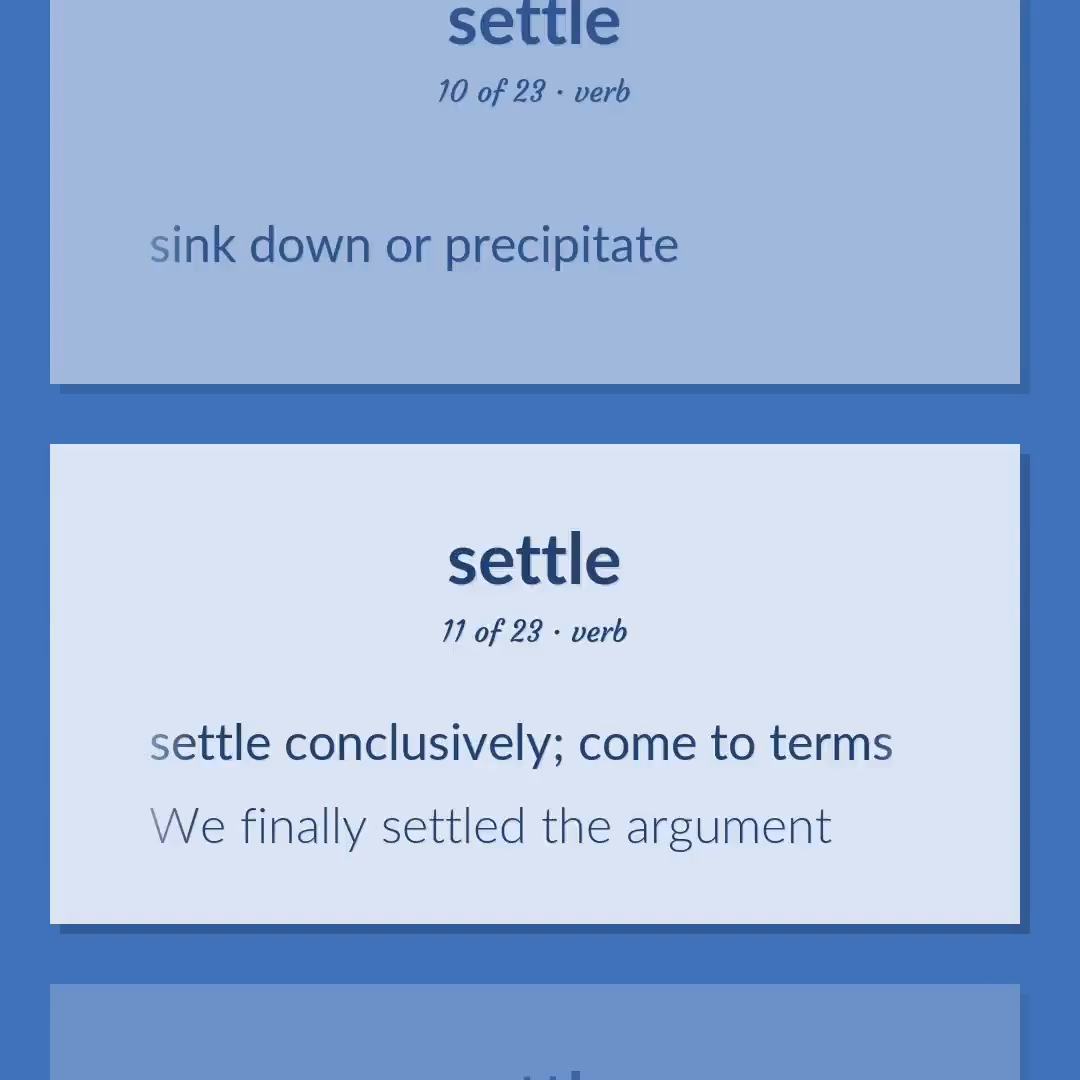 settle
10 of 23 · verb
sink down or precipitate
settle
11 of 23 · verb
settle conclusively; come to terms
We finally settled the argument